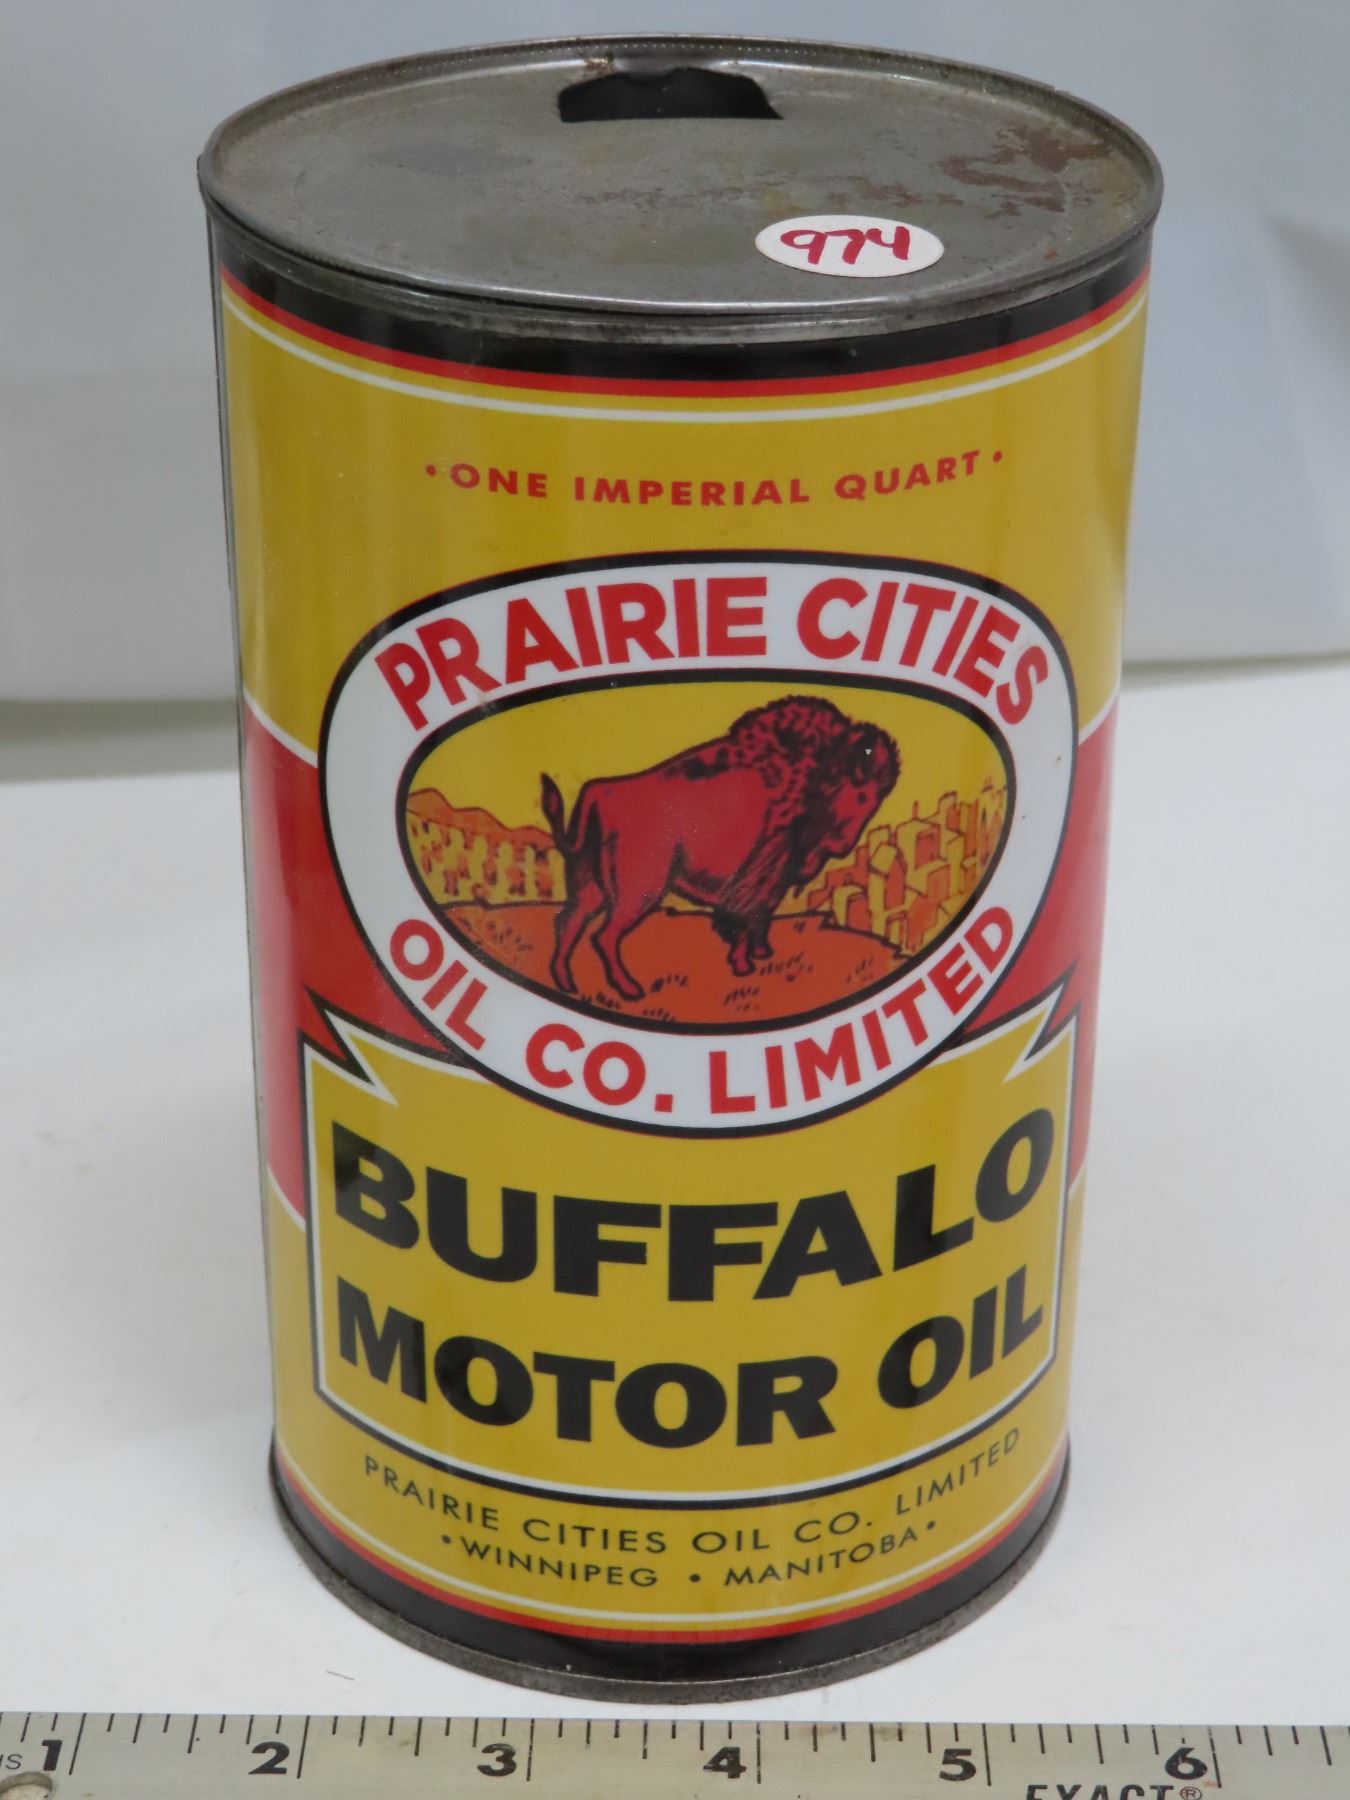 974
• ONE IMPERIAL QUART •
PRAIRIE CITIES
OIL CO. LIMITED
BUFFALO
MOTOR OIL
PRAIRIE CITIES OIL CO. LIMITED
• WINNIPEG • MANITOBA •
1 2 3 4 5 6
EXACT®